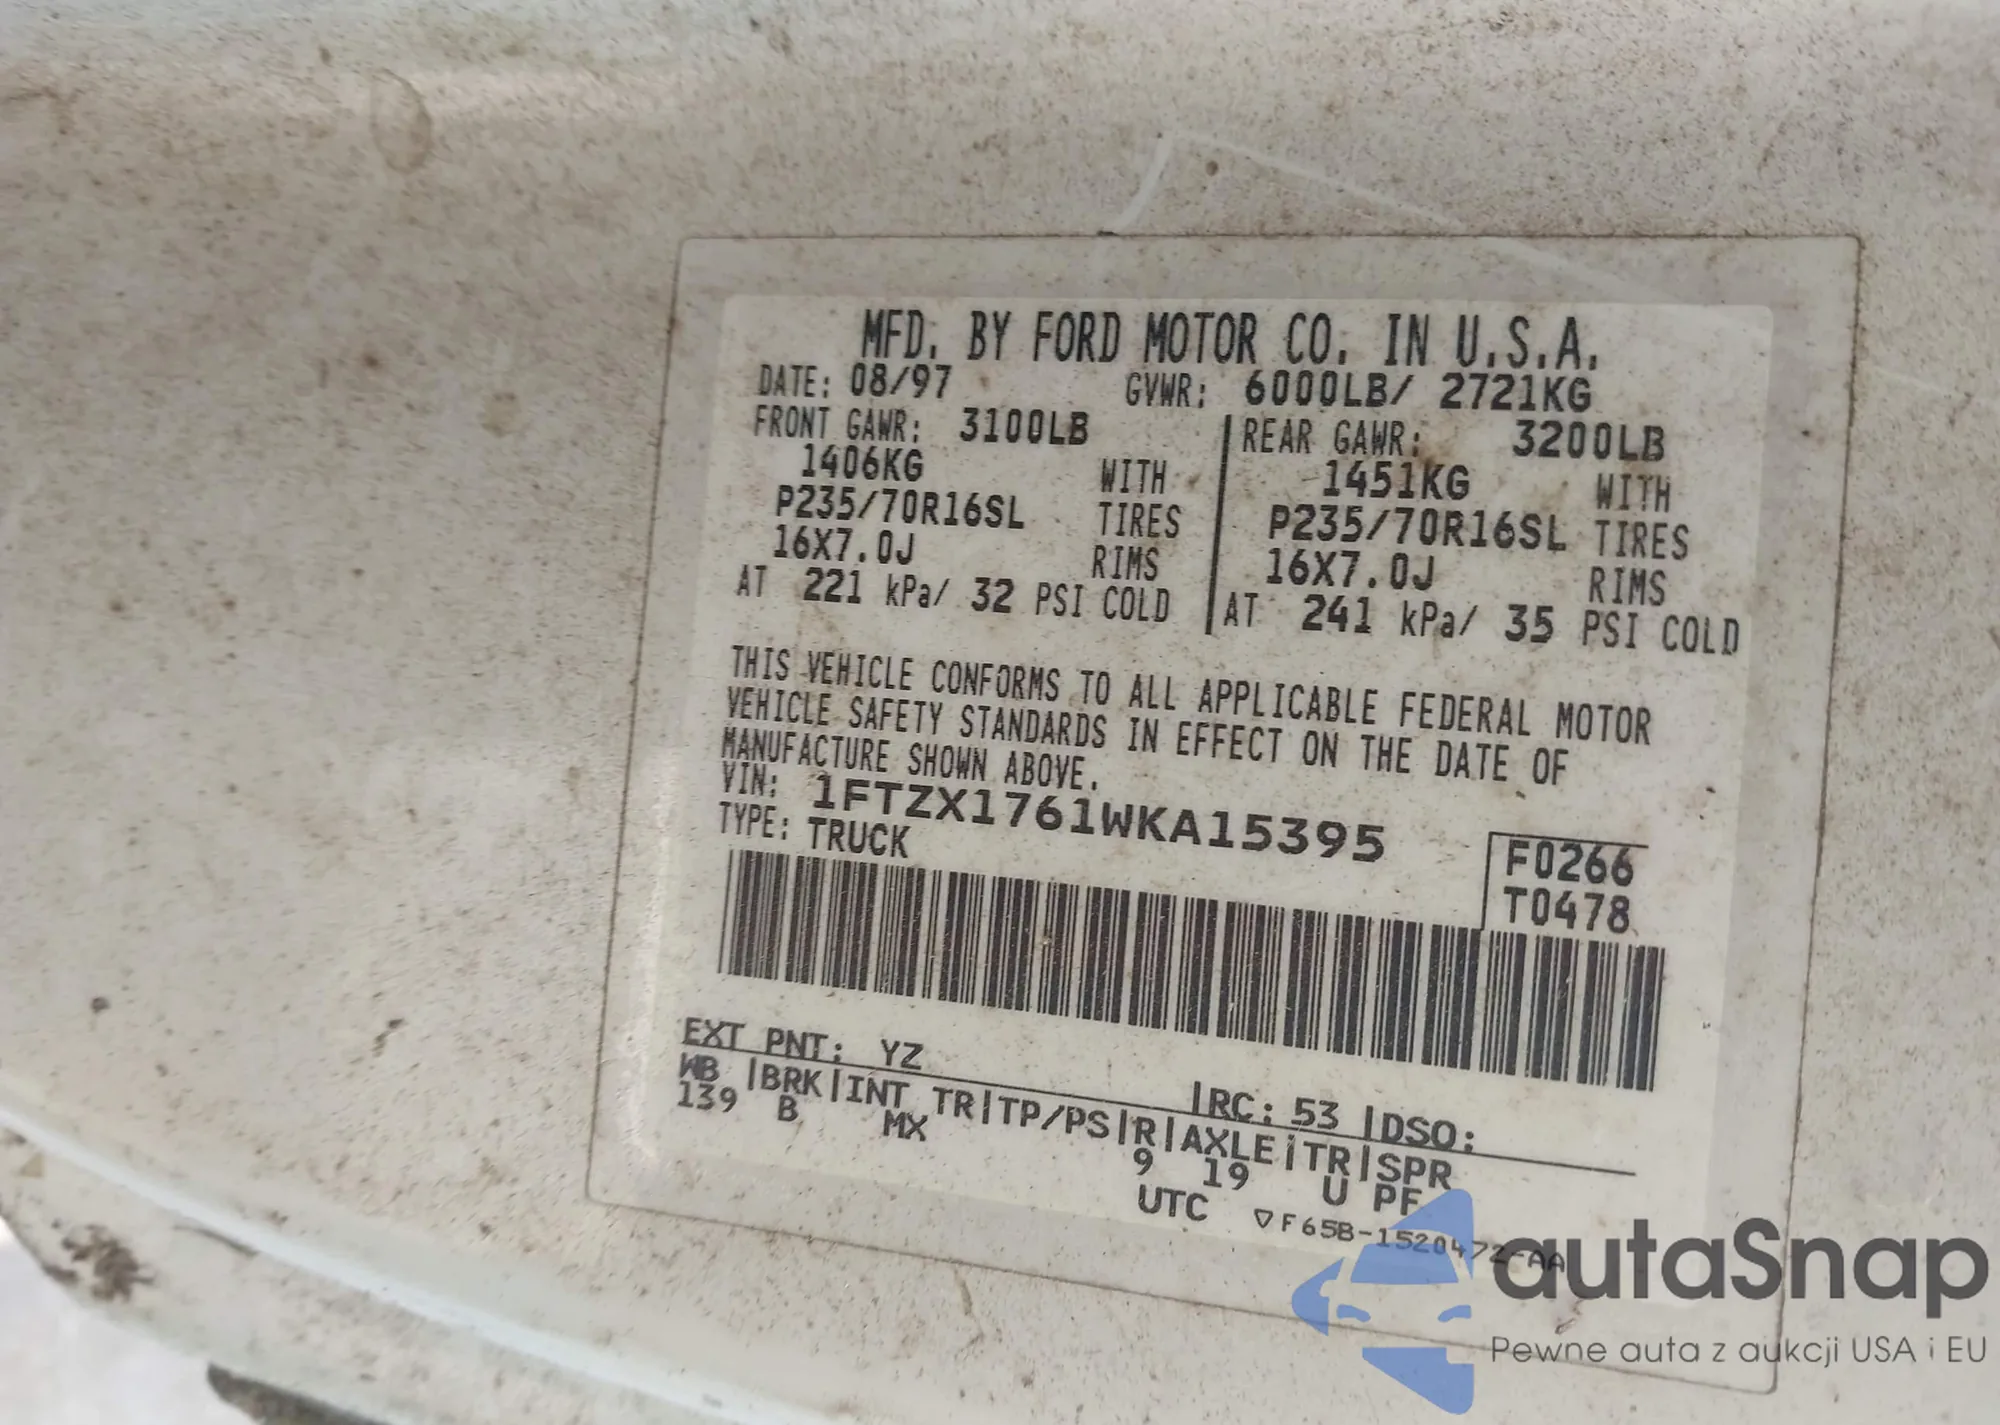 MFD. BY FORD MOTOR CO. IN U.S.A.
DATE: 08/97 GVWR: 6000LB/ 2721KG
FRONT GAWR: 3100LB REAR GAWR: 3200LB
1406KG WITH 1451KG WITH
P235/70R16SL TIRES P235/70R16SL TIRES
16X7.0J RIMS 16X7.0J RIMS
AT 221 kPa/ 32 PSI COLD AT 241 kPa/ 35 PSI COLD
THIS VEHICLE CONFORMS TO ALL APPLICABLE FEDERAL MOTOR
VEHICLE SAFETY STANDARDS IN EFFECT ON THE DATE OF
MANUFACTURE SHOWN ABOVE.
VIN: 1FTZX1761WKA15395
TYPE: TRUCK
F0266
T0478
EXT PNT: YZ RC: 53 DSO:
WB BRK INT TR TP/PS R AXLE TR SPR
139 B MX 9 19 U PF
UTC ▽F65B-1520472-AA
autaSnap
Pewne auta z aukcji USA i EU